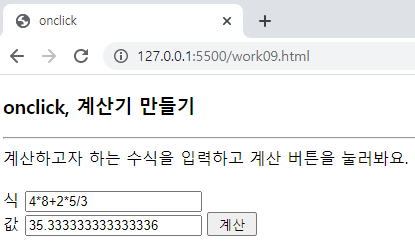 onclick
127.0.0.1:5500/work09.html
onclick, 계산기 만들기
계산하고자 하는 수식을 입력하고 계산 버튼을 눌러봐요.
식 4*8+2*5/3
값 35.333333333333336 계산